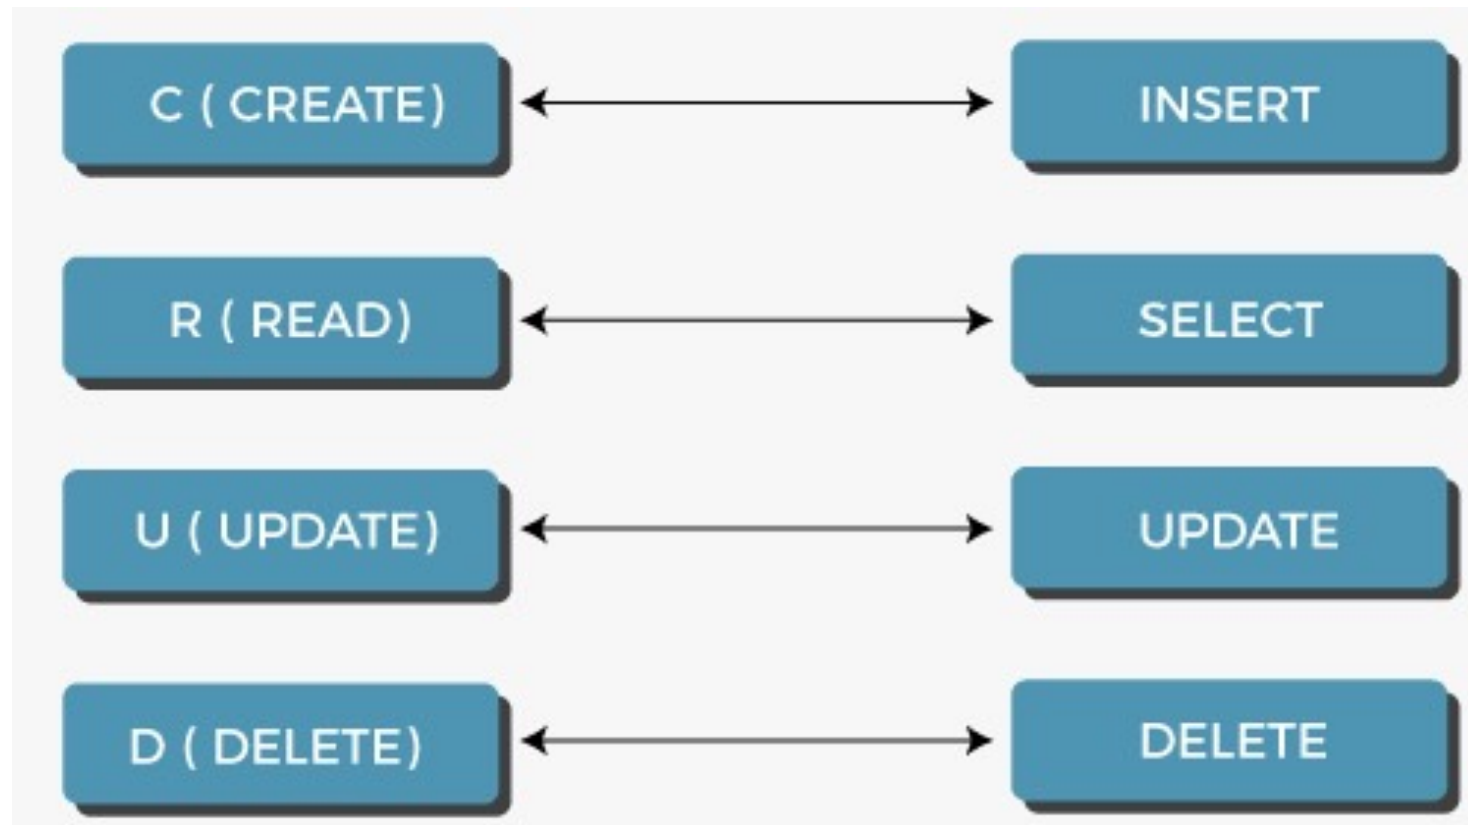 C ( CREATE)
INSERT
R ( READ)
SELECT
U ( UPDATE)
UPDATE
D ( DELETE)
DELETE